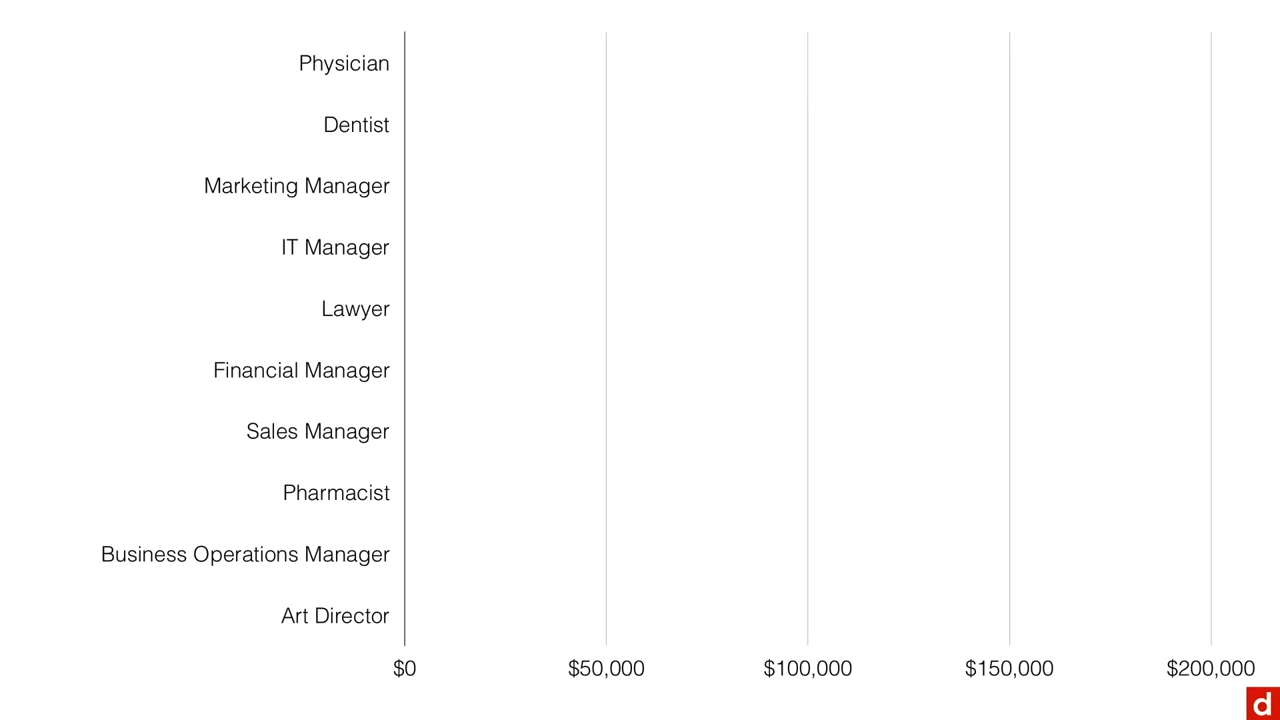 Physician
Dentist
Marketing Manager
IT Manager
Lawyer
Financial Manager
Sales Manager
Pharmacist
Business Operations Manager
Art Director
$0 $50,000 $100,000 $150,000 $200,000
d